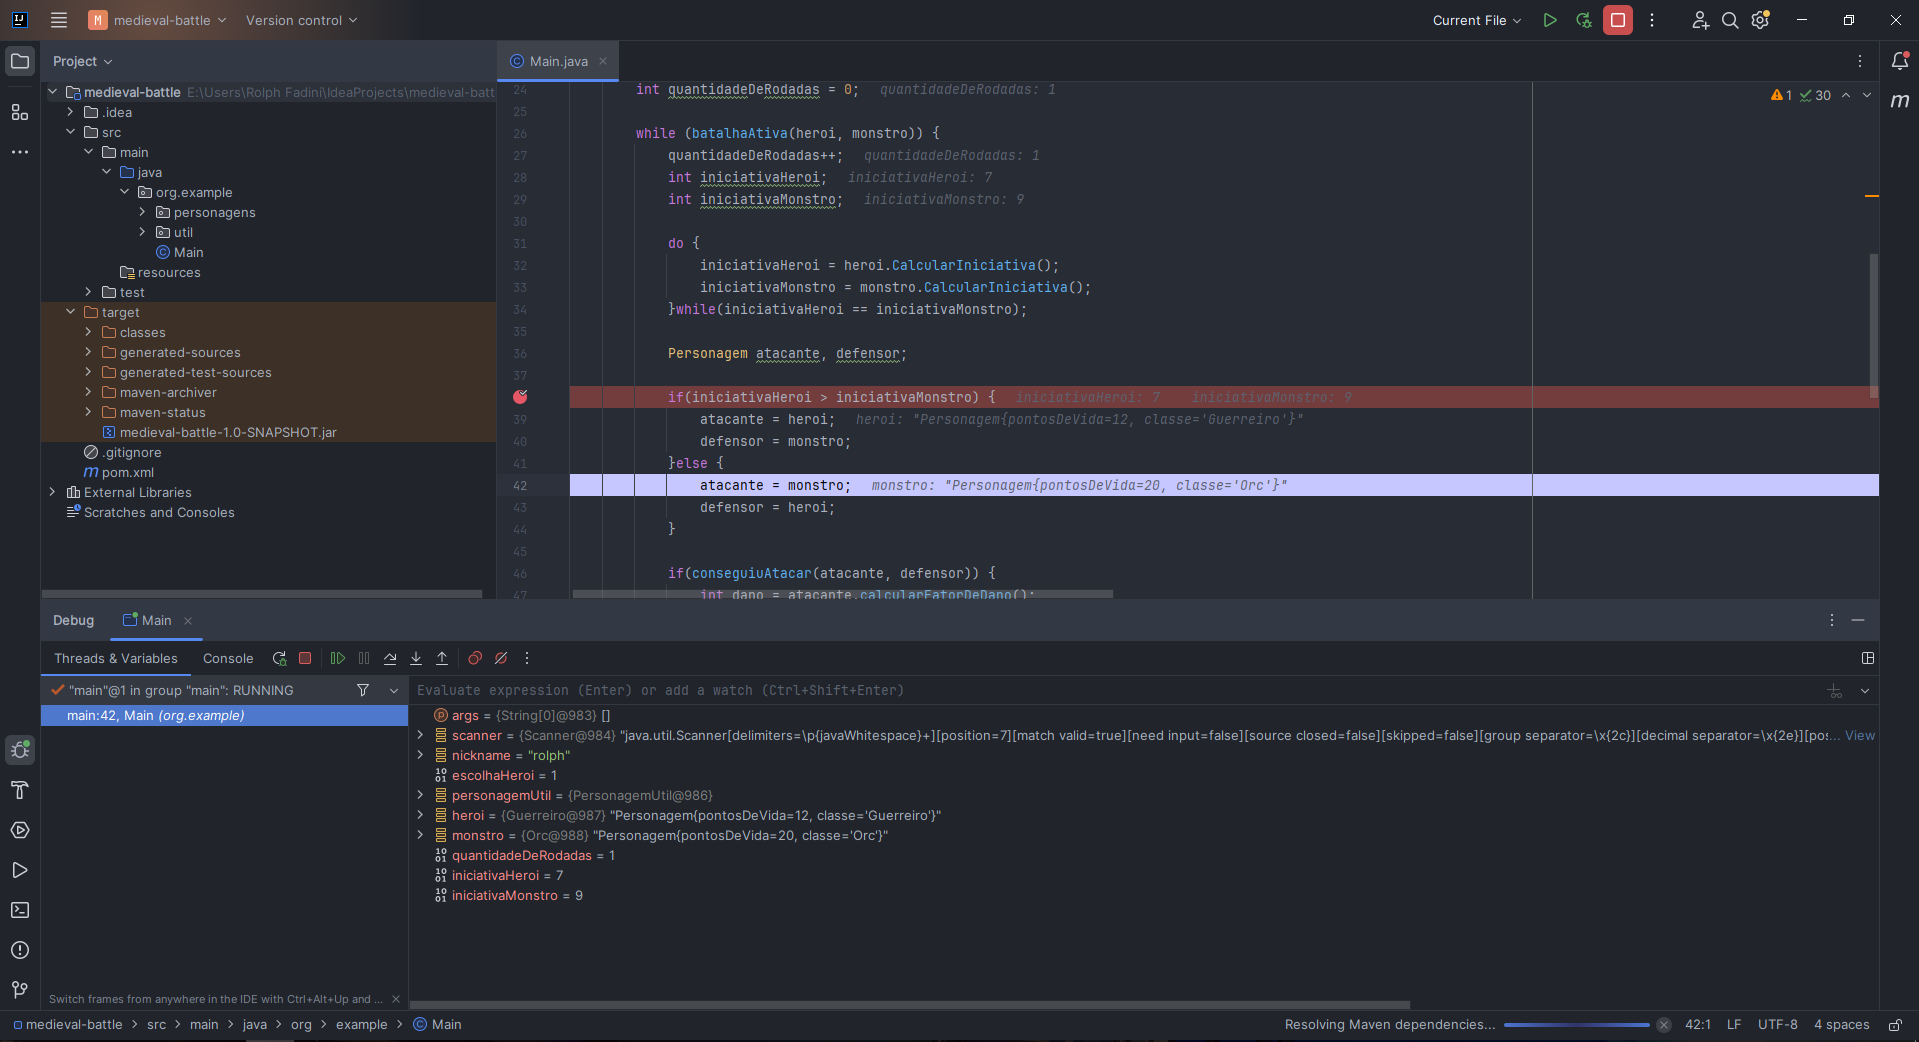 IJ M medieval-battle Version control Current File
Project Main.java
medieval-battle E:\Users\Rolph Fadini\IdeaProjects\medieval-batt
.idea
src
main
java
org.example
personagens
util
Main
resources
test
target
classes
generated-sources
generated-test-sources
maven-archiver
maven-status
medieval-battle-1.0-SNAPSHOT.jar
.gitignore
pom.xml
External Libraries
Scratches and Consoles
1 30
24 int quantidadeDeRodadas = 0; quantidadeDeRodadas: 1
25
26 while (batalhaAtiva(heroi, monstro)) {
27 quantidadeDeRodadas++; quantidadeDeRodadas: 1
28 int iniciativaHeroi; iniciativaHeroi: 7
29 int iniciativaMonstro; iniciativaMonstro: 9
30
31 do {
32 iniciativaHeroi = heroi.CalcularIniciativa();
33 iniciativaMonstro = monstro.CalcularIniciativa();
34 }while(iniciativaHeroi == iniciativaMonstro);
35
36 Personagem atacante, defensor;
37
if(iniciativaHeroi > iniciativaMonstro) { iniciativaHeroi: 7 iniciativaMonstro: 9
39 atacante = heroi; heroi: "Personagem{pontosDeVida=12, classe='Guerreiro'}"
40 defensor = monstro;
41 }else {
42 atacante = monstro; monstro: "Personagem{pontosDeVida=20, classe='Orc'}"
43 defensor = heroi;
44 }
45
46 if(conseguiuAtacar(atacante, defensor)) {
47 int dano = atacante.calcularFatorDeDano();
m
Debug Main
Threads & Variables Console
"main"@1 in group "main": RUNNING
main:42, Main (org.example)
Switch frames from anywhere in the IDE with Ctrl+Alt+Up and ...
Evaluate expression (Enter) or add a watch (Ctrl+Shift+Enter)
args = {String[0]@983} []
scanner = {Scanner@984} "java.util.Scanner[delimiters=\p{javaWhitespace}+][position=7][match valid=true][need input=false][source closed=false][skipped=false][group separator=\x{2c}][decimal separator=\x{2e}][pos... View
nickname = "rolph"
escolhaHeroi = 1
personagemUtil = {PersonagemUtil@986}
heroi = {Guerreiro@987} "Personagem{pontosDeVida=12, classe='Guerreiro'}"
monstro = {Orc@988} "Personagem{pontosDeVida=20, classe='Orc'}"
quantidadeDeRodadas = 1
iniciativaHeroi = 7
iniciativaMonstro = 9
medieval-battle > src > main > java > org > example > Main Resolving Maven dependencies... 42:1 LF UTF-8 4 spaces